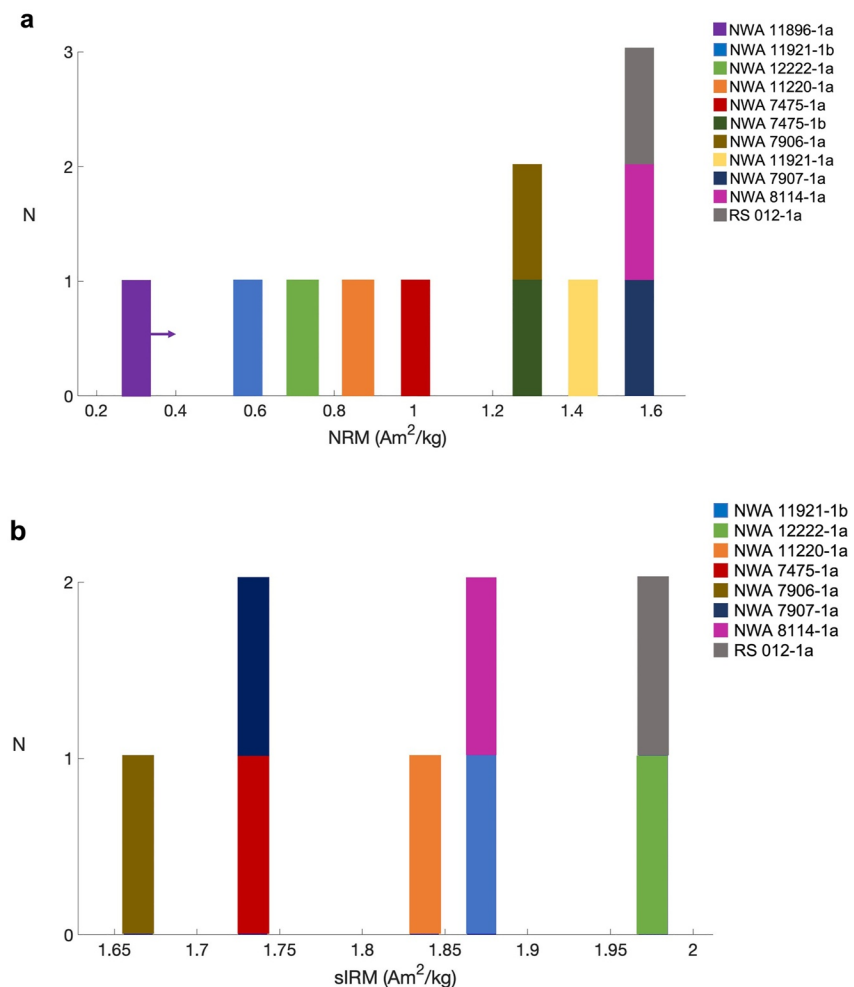 a
3
2
N
1
0
0.2 0.4 0.6 0.8 1 1.2 1.4 1.6
NRM (Am²/kg)
NWA 11896-1a
NWA 11921-1b
NWA 12222-1a
NWA 11220-1a
NWA 7475-1a
NWA 7475-1b
NWA 7906-1a
NWA 11921-1a
NWA 7907-1a
NWA 8114-1a
RS 012-1a
b
2
N
1
0
1.65 1.7 1.75 1.8 1.85 1.9 1.95 2
sIRM (Am²/kg)
NWA 11921-1b
NWA 12222-1a
NWA 11220-1a
NWA 7475-1a
NWA 7906-1a
NWA 7907-1a
NWA 8114-1a
RS 012-1a